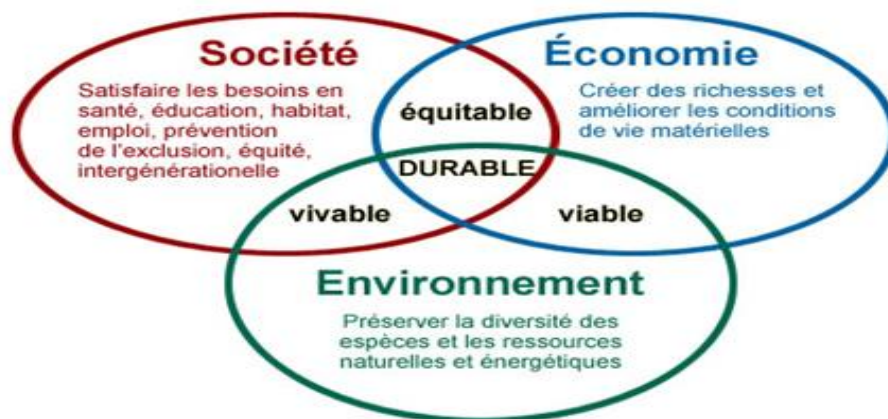 Société
Satisfaire les besoins en
santé, éducation, habitat,
emploi, prévention
de l'exclusion, équité,
intergénérationelle
équitable
Économie
Créer des richesses et
améliorer les conditions
de vie matérielles
DURABLE
vivable
viable
Environnement
Préserver la diversité des
espèces et les ressources
naturelles et énergétiques